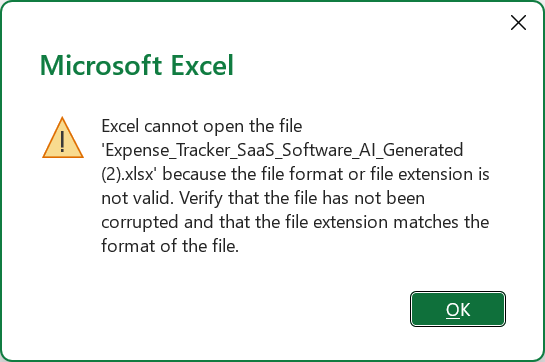 Microsoft Excel
Excel cannot open the file
'Expense_Tracker_SaaS_Software_AI_Generated
(2).xlsx' because the file format or file extension is
not valid. Verify that the file has not been
corrupted and that the file extension matches the
format of the file.
OK